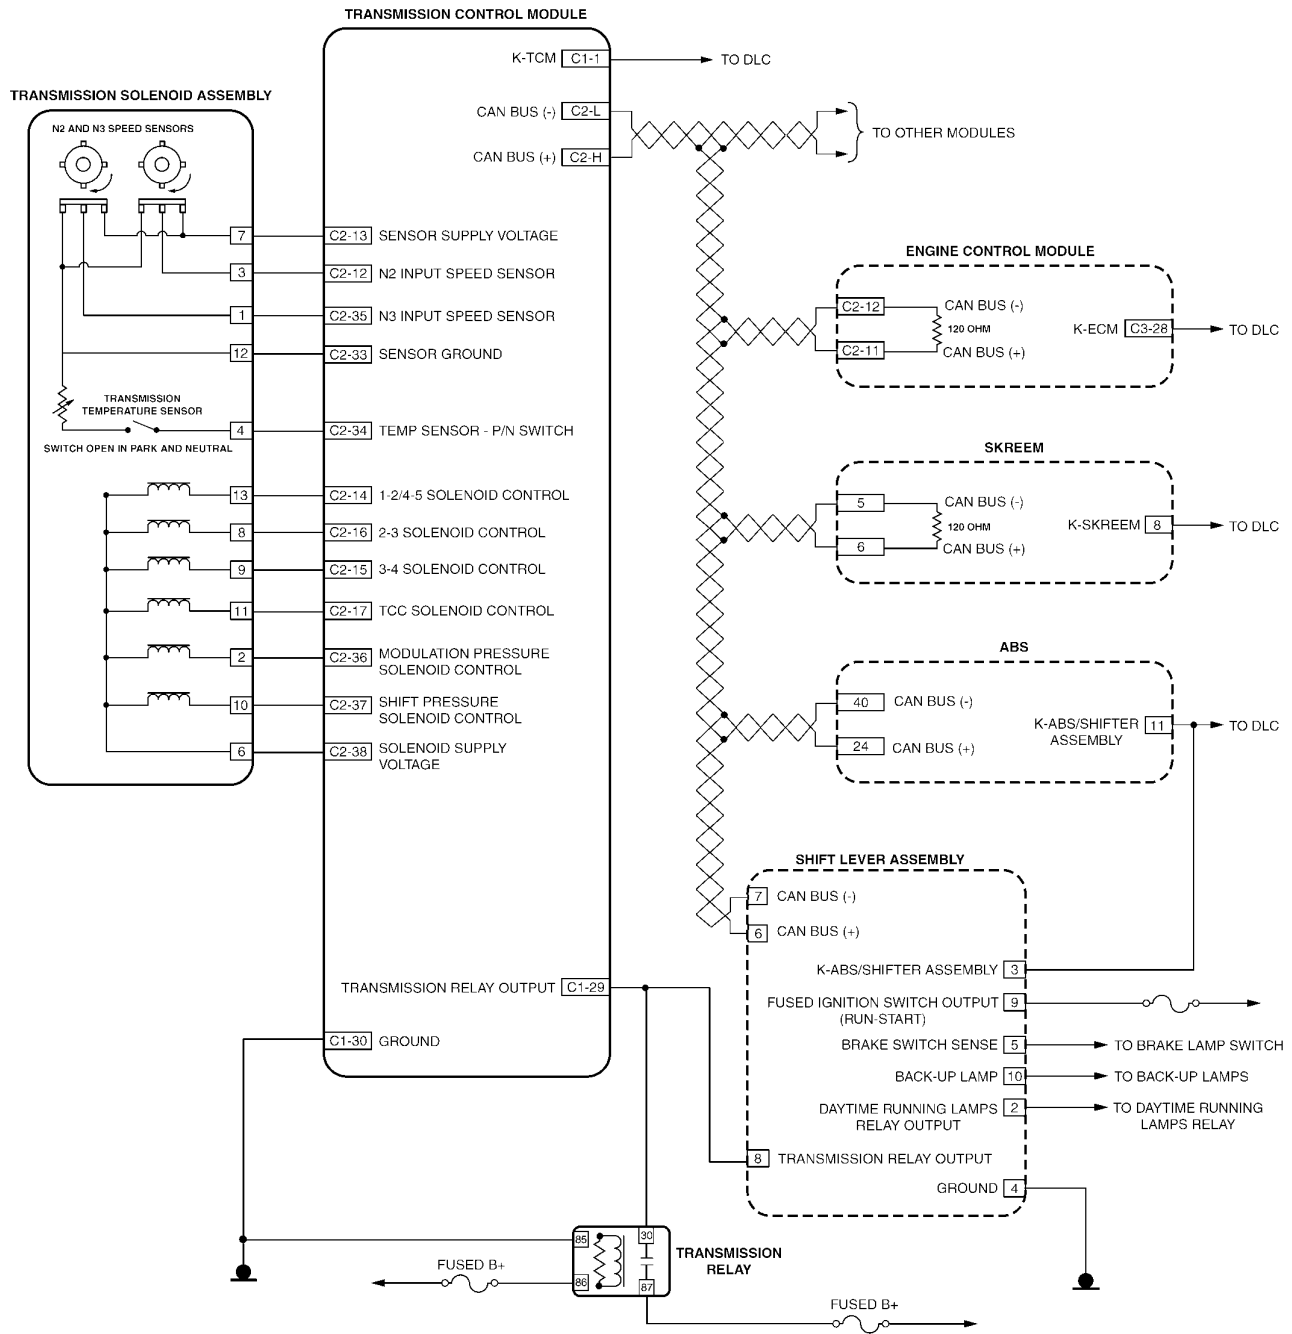 TRANSMISSION CONTROL MODULE
K-TCM C1-1 TO DLC
CAN BUS (-) C2-L
CAN BUS (+) C2-H
TO OTHER MODULES
TRANSMISSION SOLENOID ASSEMBLY
N2 AND N3 SPEED SENSORS
7 C2-13 SENSOR SUPPLY VOLTAGE
3 C2-12 N2 INPUT SPEED SENSOR
1 C2-35 N3 INPUT SPEED SENSOR
12 C2-33 SENSOR GROUND
TRANSMISSION
TEMPERATURE SENSOR
4 C2-34 TEMP SENSOR - P/N SWITCH
SWITCH OPEN IN PARK AND NEUTRAL
13 C2-14 1-2/4-5 SOLENOID CONTROL
8 C2-16 2-3 SOLENOID CONTROL
9 C2-15 3-4 SOLENOID CONTROL
11 C2-17 TCC SOLENOID CONTROL
2 C2-36 MODULATION PRESSURE
SOLENOID CONTROL
10 C2-37 SHIFT PRESSURE
SOLENOID CONTROL
6 C2-38 SOLENOID SUPPLY
VOLTAGE
TRANSMISSION RELAY OUTPUT C1-29
C1-30 GROUND
ENGINE CONTROL MODULE
C2-12 CAN BUS (-)
120 OHM
C2-11 CAN BUS (+)
K-ECM C3-28 TO DLC
SKREEM
5 CAN BUS (-)
120 OHM
6 CAN BUS (+)
K-SKREEM 8 TO DLC
ABS
40 CAN BUS (-)
24 CAN BUS (+)
K-ABS/SHIFTER 11 TO DLC
ASSEMBLY
SHIFT LEVER ASSEMBLY
7 CAN BUS (-)
6 CAN BUS (+)
K-ABS/SHIFTER ASSEMBLY 3
FUSED IGNITION SWITCH OUTPUT 9
(RUN-START)
BRAKE SWITCH SENSE 5 TO BRAKE LAMP SWITCH
BACK-UP LAMP 10 TO BACK-UP LAMPS
DAYTIME RUNNING LAMPS 2 TO DAYTIME RUNNING
RELAY OUTPUT LAMPS RELAY
8 TRANSMISSION RELAY OUTPUT
GROUND 4
85 30
86 87
TRANSMISSION
RELAY
FUSED B+
FUSED B+